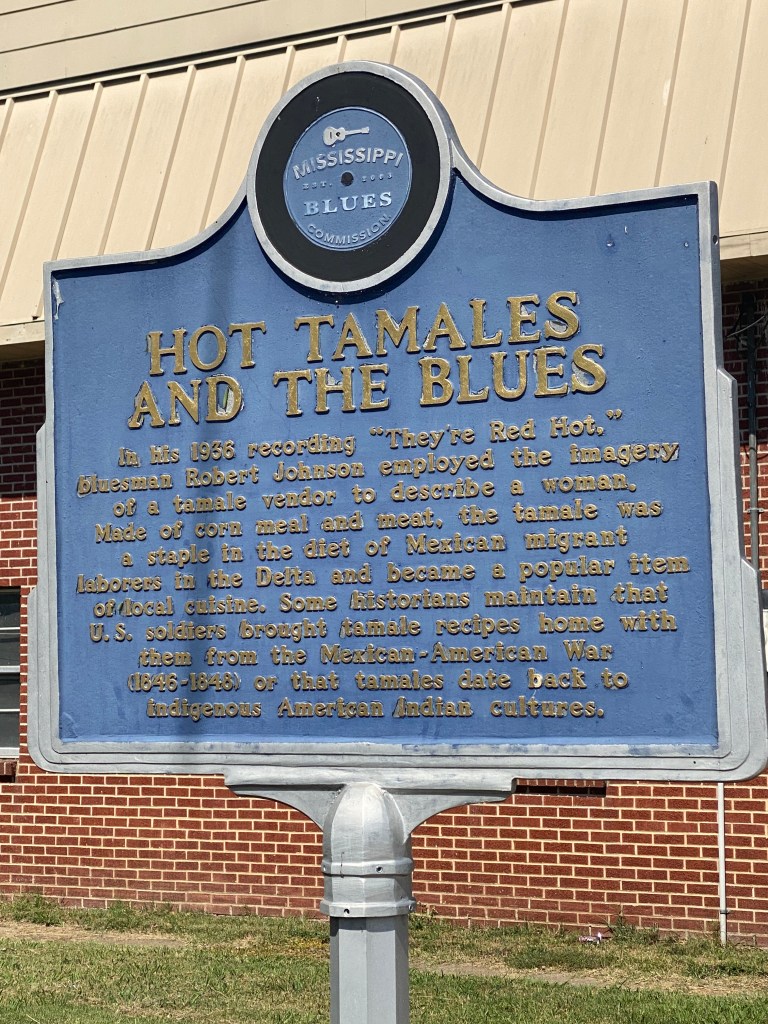 MISSISSIPPI
EST. 2003
BLUES
COMMISSION
HOT TAMALES
AND THE BLUES
In his 1936 recording "They're Red Hot,"
bluesman Robert Johnson employed the imagery
of a tamale vendor to describe a woman.
Made of corn meal and meat, the tamale was
a staple in the diet of Mexican migrant
laborers in the Delta and became a popular item
of local cuisine. Some historians maintain that
U.S. soldiers brought tamale recipes home with
them from the Mexican-American War
(1846-1848) or that tamales date back to
indigenous American Indian cultures.